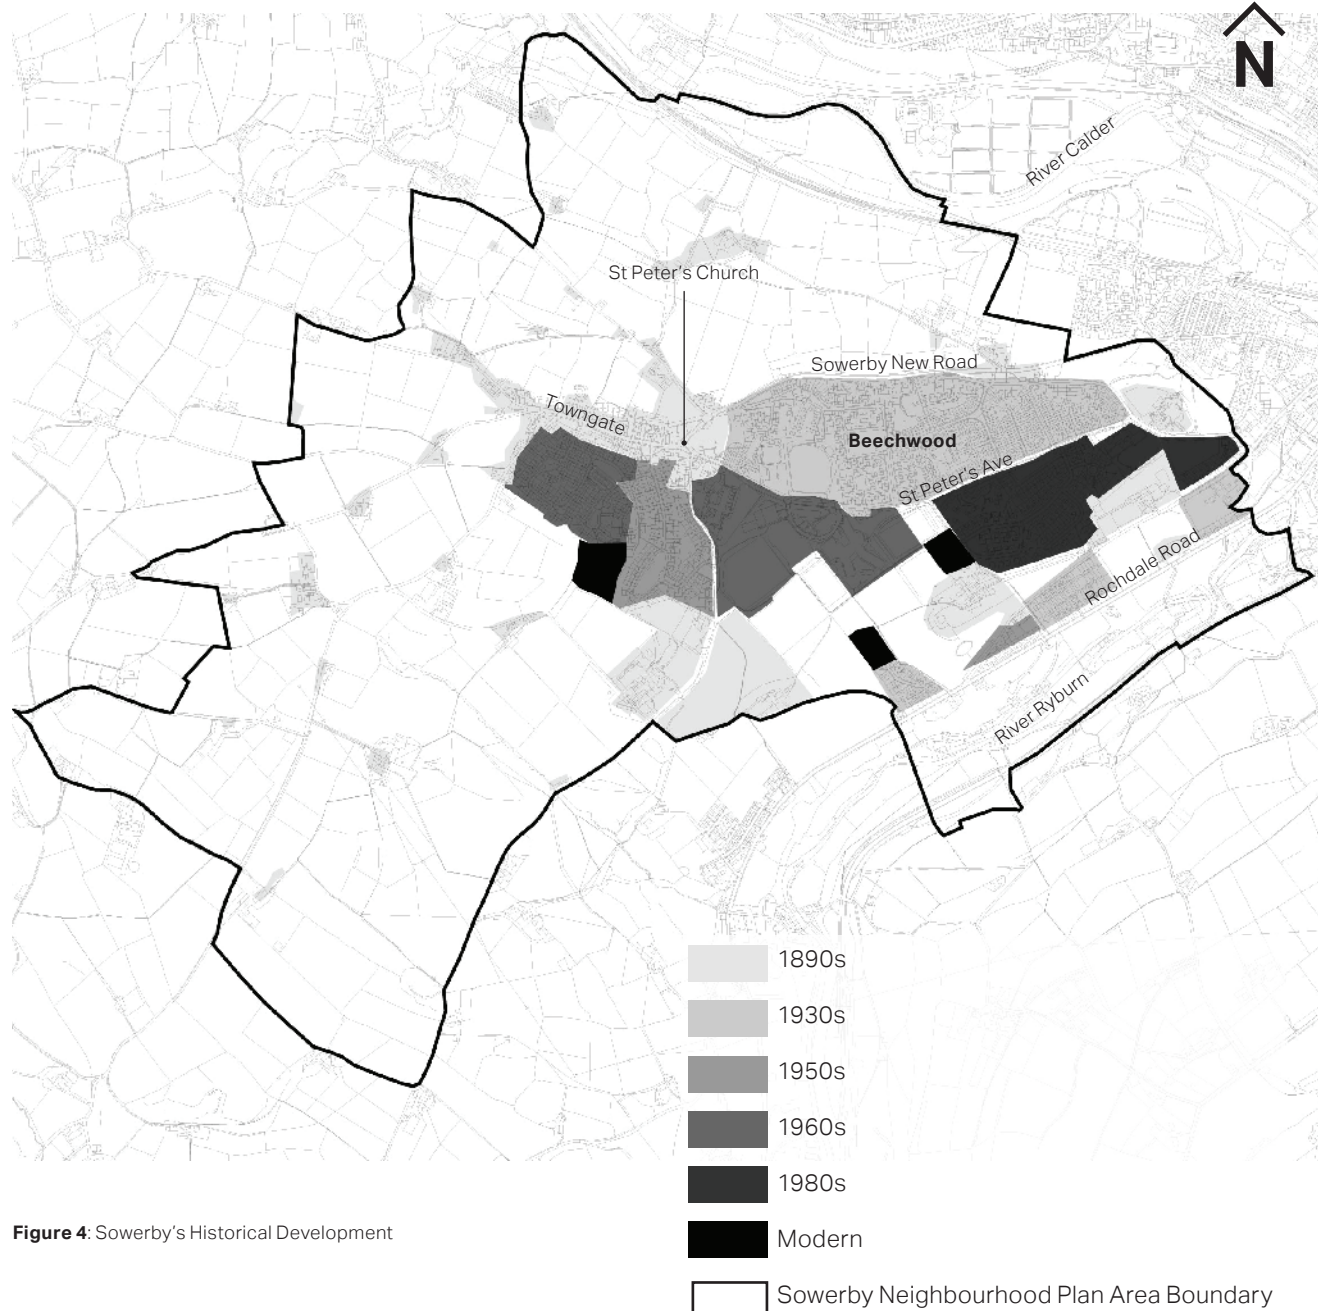 N
River Calder
St Peter's Church
Sowerby New Road
Towngate
Beechwood
St Peter's Ave
Rochdale Road
River Ryburn
1890s
1930s
1950s
1960s
1980s
Modern
Sowerby Neighbourhood Plan Area Boundary
Figure 4: Sowerby's Historical Development